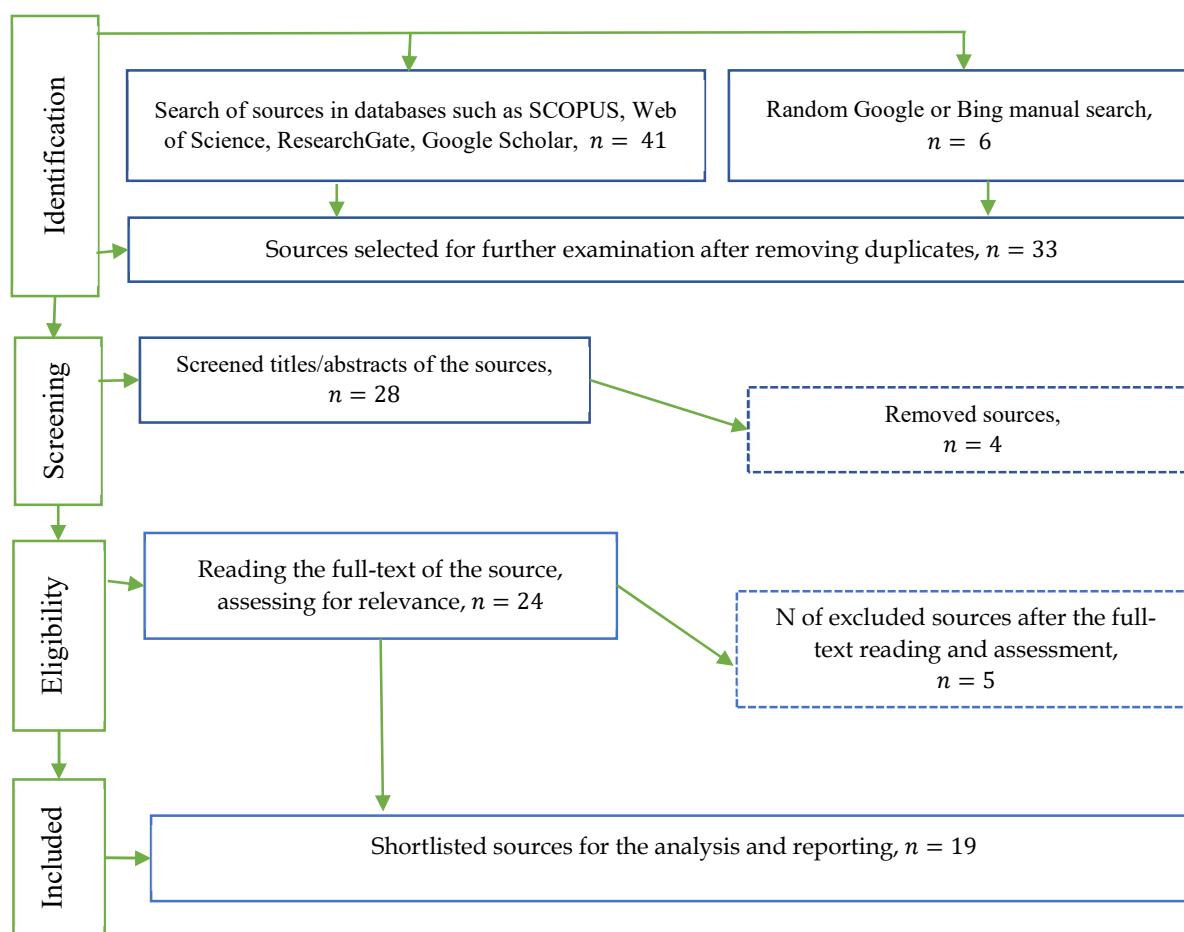 Identification
Search of sources in databases such as SCOPUS, Web
of Science, ResearchGate, Google Scholar, n = 41
Random Google or Bing manual search,
n = 6
Sources selected for further examination after removing duplicates, n = 33
Screening
Screened titles/abstracts of the sources,
n = 28
Removed sources,
n = 4
Eligibility
Reading the full-text of the source,
assessing for relevance, n = 24
N of excluded sources after the full-
text reading and assessment,
n = 5
Included
Shortlisted sources for the analysis and reporting, n = 19